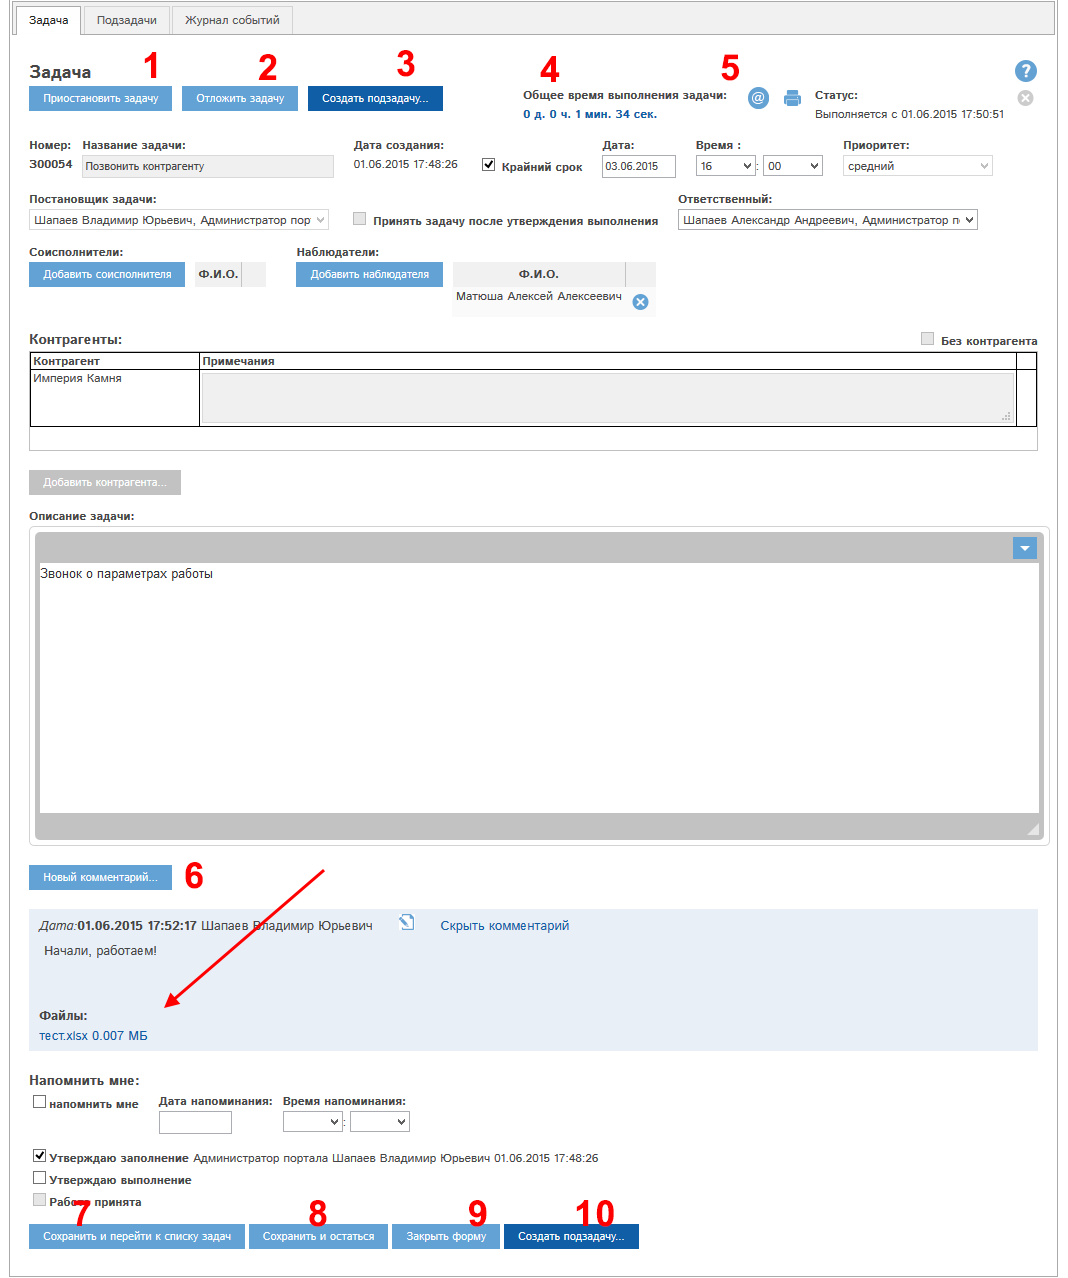 Задача Подзадачи Журнал событий
Задача 1 2 3 4 5 ?
Приостановить задачу Отложить задачу Создать подзадачу... Общее время выполнения задачи: @ Статус:
0 д. 0 ч. 1 мин. 34 сек. Выполняется с 01.06.2015 17:50:51
Номер: Название задачи: Дата создания: Дата: Время : Приоритет:
З00054 Позвонить контрагенту 01.06.2015 17:48:26 Крайний срок 03.06.2015 16 : 00 средний
Постановщик задачи: Ответственный:
Шапаев Владимир Юрьевич, Администратор пор Принять задачу после утверждения выполнения Шапаев Александр Андреевич, Администратор п
Соисполнители: Наблюдатели:
Добавить соисполнителя Ф.И.О. Добавить наблюдателя Ф.И.О.
Матюша Алексей Алексеевич
Контрагенты: Без контрагента
Контрагент Примечания
Империя Камня
Добавить контрагента...
Описание задачи:
Звонок о параметрах работы
Новый комментарий... 6
Дата:01.06.2015 17:52:17 Шапаев Владимир Юрьевич Скрыть комментарий
Начали, работаем!
Файлы:
тест.xlsx 0.007 МБ
Напомнить мне:
напомнить мне Дата напоминания: Время напоминания:
:
Утверждаю заполнение Администратор портала Шапаев Владимир Юрьевич 01.06.2015 17:48:26
Утверждаю выполнение
Работа принята
7 8 9 10
Сохранить и перейти к списку задач Сохранить и остаться Закрыть форму Создать подзадачу...